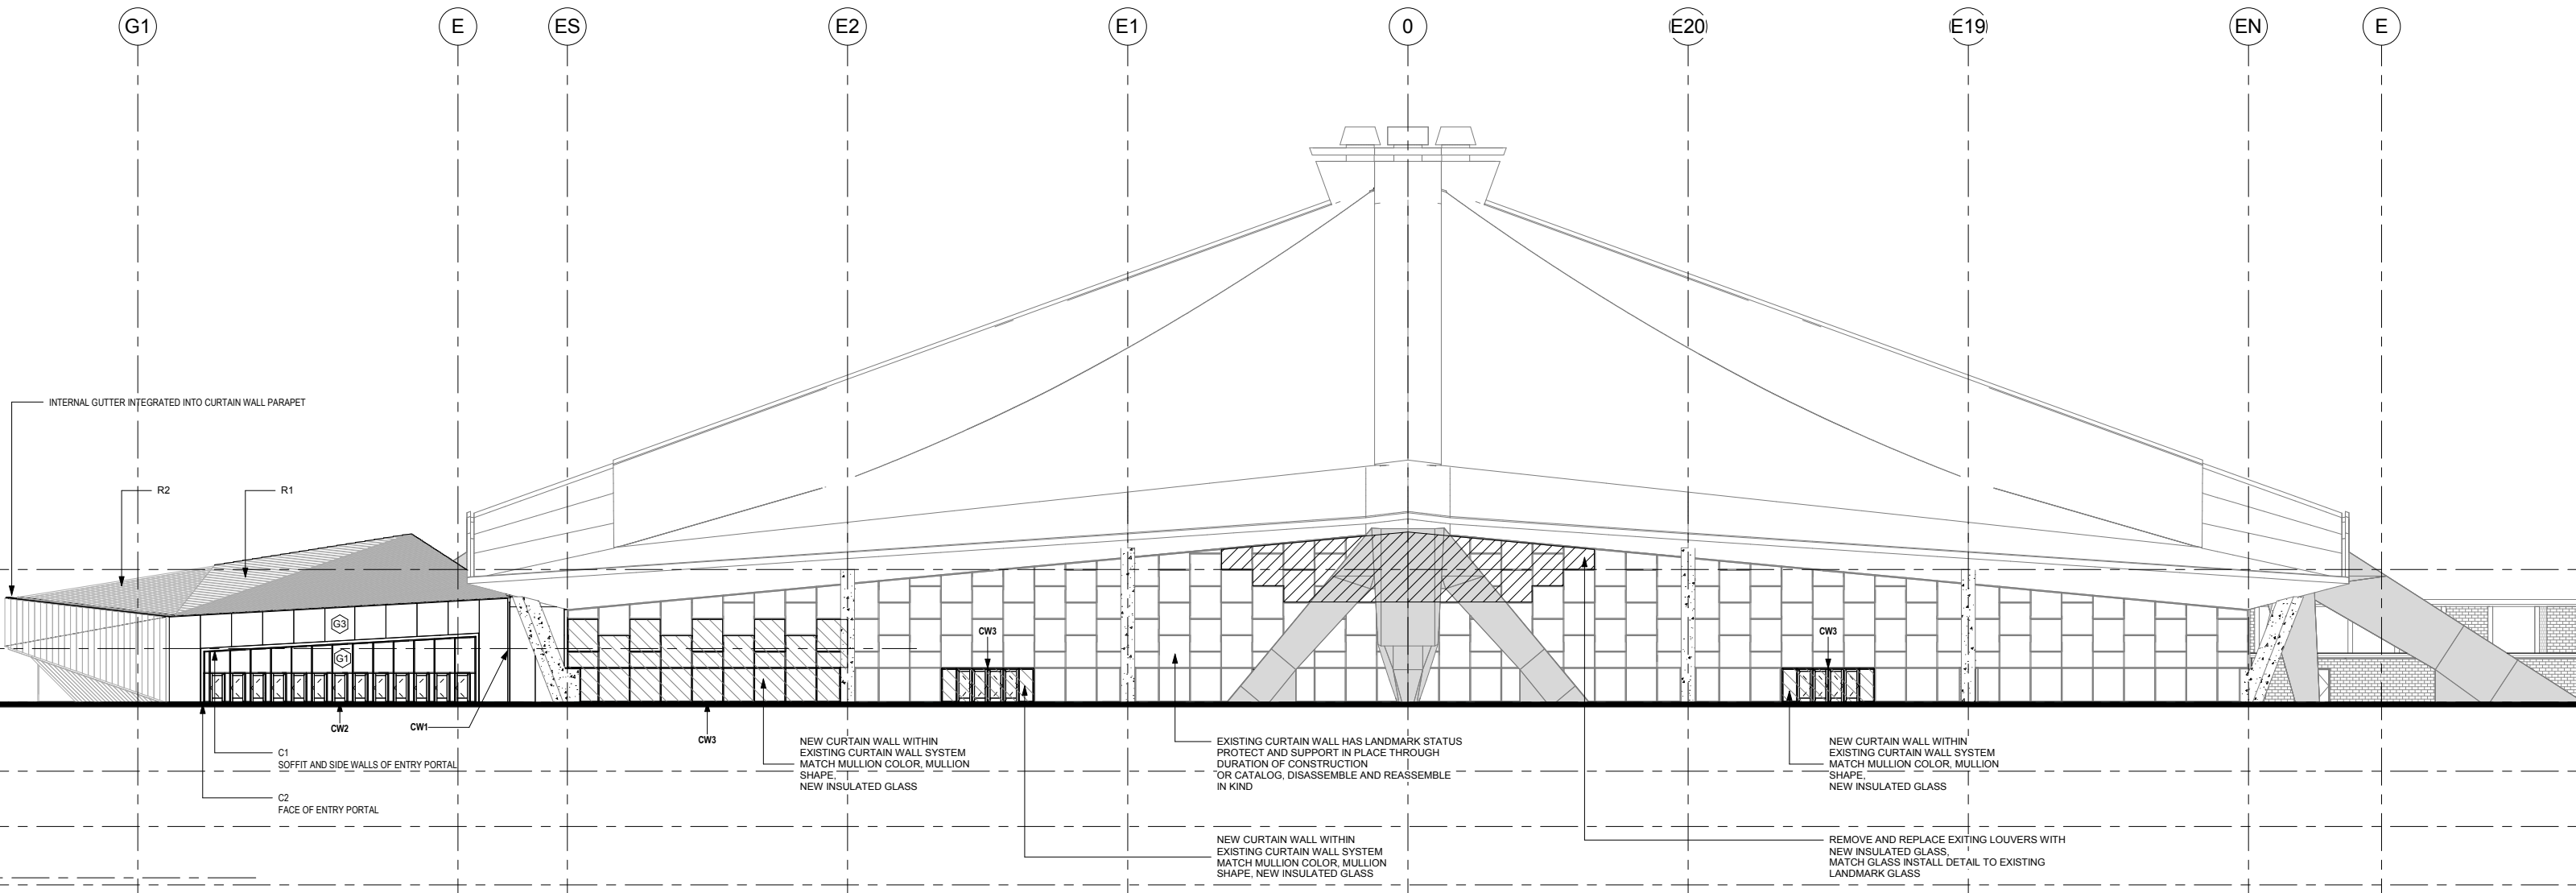 G1
E
ES
E2
E1
0
E20
E19
EN
E
INTERNAL GUTTER INTEGRATED INTO CURTAIN WALL PARAPET
R2
R1
G3
G1
CW3
CW3
CW2
CW1
CW3
C1
SOFFIT AND SIDE WALLS OF ENTRY PORTAL
C2
FACE OF ENTRY PORTAL
NEW CURTAIN WALL WITHIN
EXISTING CURTAIN WALL SYSTEM
MATCH MULLION COLOR, MULLION
SHAPE,
NEW INSULATED GLASS
EXISTING CURTAIN WALL HAS LANDMARK STATUS
PROTECT AND SUPPORT IN PLACE THROUGH
DURATION OF CONSTRUCTION
OR CATALOG, DISASSEMBLE AND REASSEMBLE
IN KIND
NEW CURTAIN WALL WITHIN
EXISTING CURTAIN WALL SYSTEM
MATCH MULLION COLOR, MULLION
SHAPE, NEW INSULATED GLASS
NEW CURTAIN WALL WITHIN
EXISTING CURTAIN WALL SYSTEM
MATCH MULLION COLOR, MULLION
SHAPE,
NEW INSULATED GLASS
REMOVE AND REPLACE EXITING LOUVERS WITH
NEW INSULATED GLASS,
MATCH GLASS INSTALL DETAIL TO EXISTING
LANDMARK GLASS